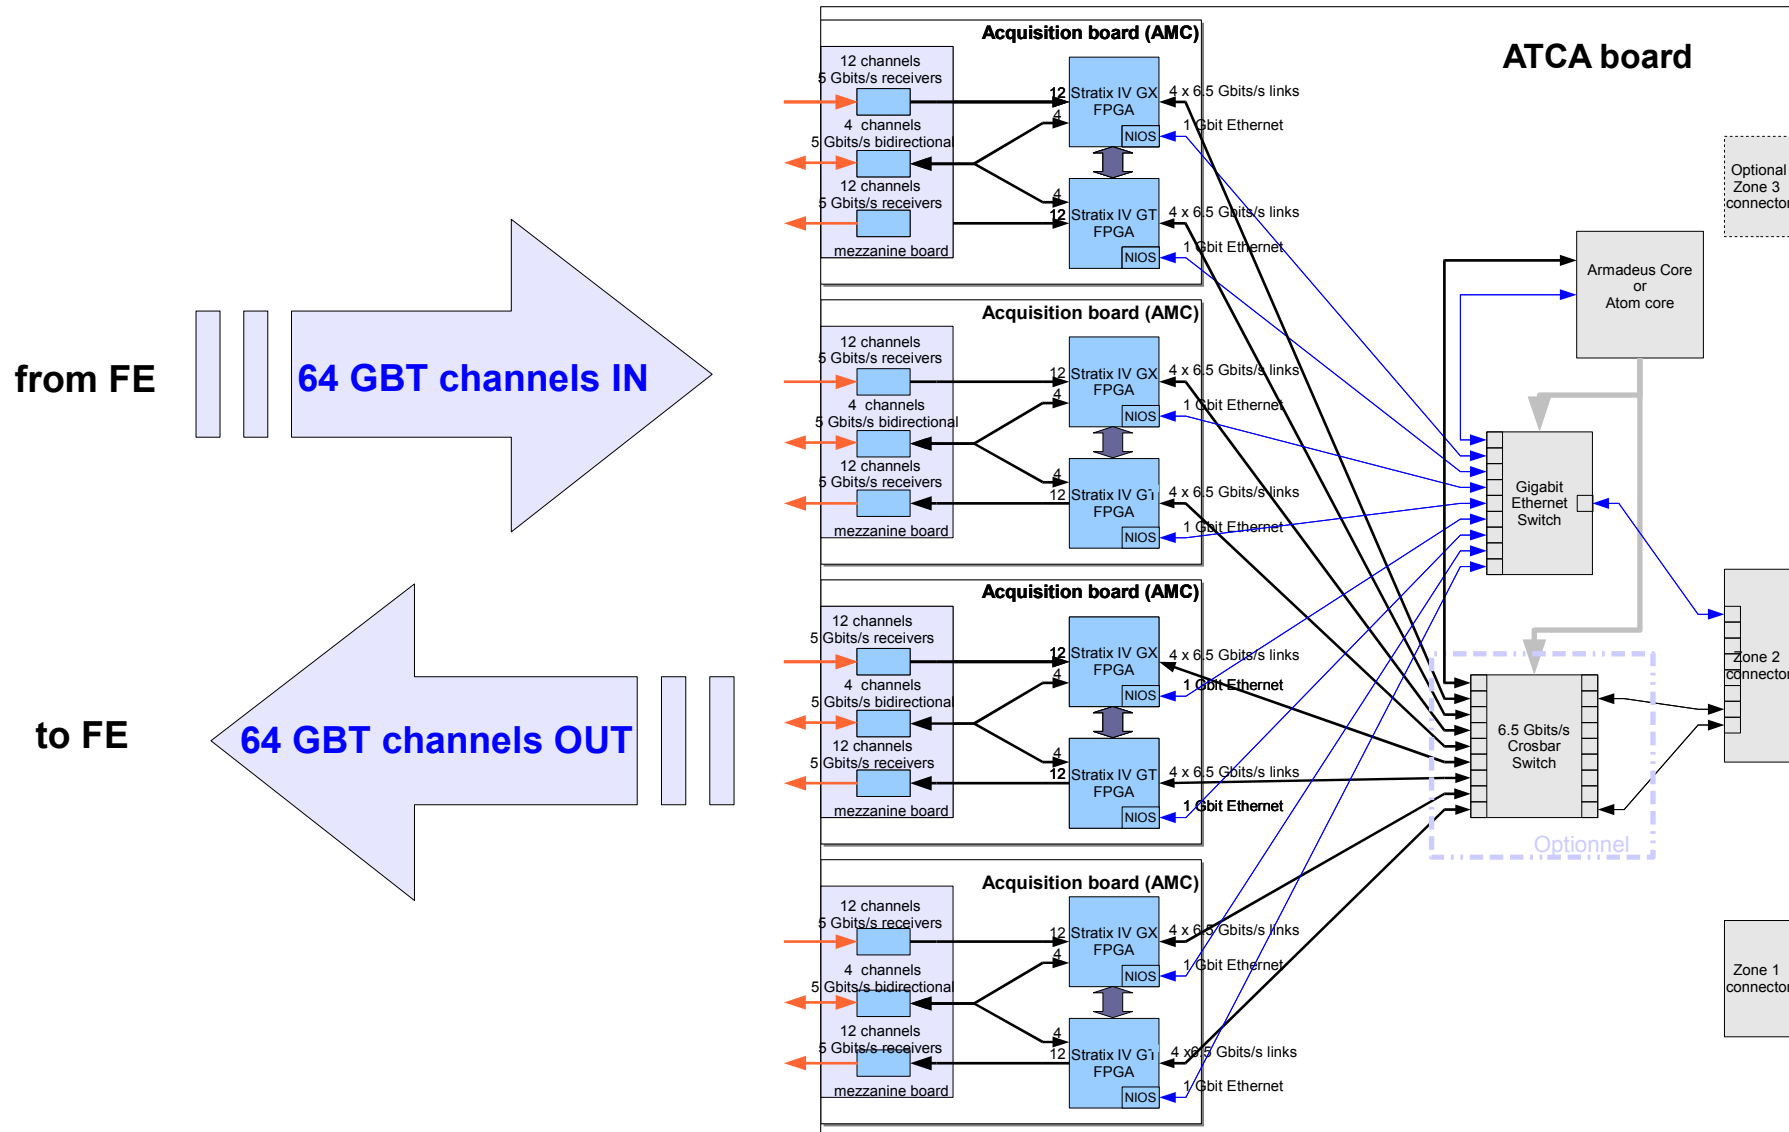 ATCA board
from FE
64 GBT channels IN
to FE
64 GBT channels OUT
Acquisition board (AMC)
12 channels
5 Gbits/s receivers
4 channels
5 Gbits/s bidirectional
12 channels
5 Gbits/s receivers
mezzanine board
12
4
Stratix IV GX
FPGA
NIOS
4 x 6.5 Gbits/s links
1 Gbit Ethernet
4
12
Stratix IV GT
FPGA
NIOS
4 x 6.5 Gbits/s links
1 Gbit Ethernet
Acquisition board (AMC)
12 channels
5 Gbits/s receivers
4 channels
5 Gbits/s bidirectional
12 channels
5 Gbits/s receivers
mezzanine board
12
4
Stratix IV GX
FPGA
NIOS
4 x 6.5 Gbits/s links
1 Gbit Ethernet
4
12
Stratix IV GT
FPGA
NIOS
4 x 6.5 Gbits/s links
1 Gbit Ethernet
Acquisition board (AMC)
12 channels
5 Gbits/s receivers
4 channels
5 Gbits/s bidirectional
12 channels
5 Gbits/s receivers
mezzanine board
12
4
Stratix IV GX
FPGA
NIOS
4 x 6.5 Gbits/s links
1 Gbit Ethernet
4
12
Stratix IV GT
FPGA
NIOS
4 x 6.5 Gbits/s links
1 Gbit Ethernet
Acquisition board (AMC)
12 channels
5 Gbits/s receivers
4 channels
5 Gbits/s bidirectional
12 channels
5 Gbits/s receivers
mezzanine board
12
4
Stratix IV GX
FPGA
NIOS
4 x 6.5 Gbits/s links
1 Gbit Ethernet
4
12
Stratix IV GT
FPGA
NIOS
4 x6.5 Gbits/s links
1 Gbit Ethernet
Optional
Zone 3
connector
Armadeus Core
or
Atom core
Gigabit
Ethernet
Switch
Zone 2
connector
6.5 Gbits/s
Crosbar
Switch
Optionnel
Zone 1
connector